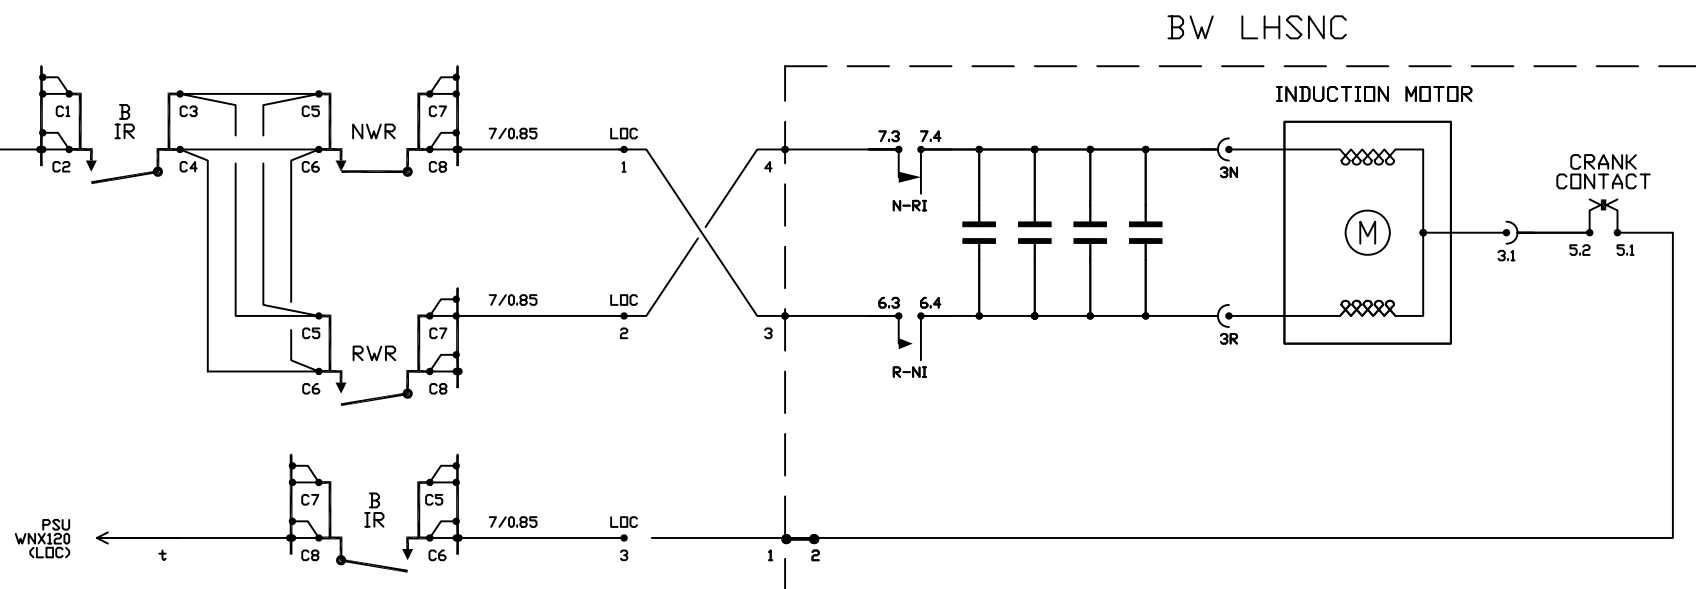 BW LHSNC
INDUCTION MOTOR
C1
B
IR
C3
C5
NWR
C7
7/0.85
LOC
7.3
7.4
C2
C4
C6
C8
1
4
N-RI
3N
CRANK
CONTACT
M
3.1
5.2
5.1
7/0.85
LOC
6.3
6.4
C5
RWR
C7
2
3
R-NI
3R
C6
C8
C7
B
IR
C5
7/0.85
LOC
PSU
WNX120
(LOC)
t
C8
C6
3
1
2